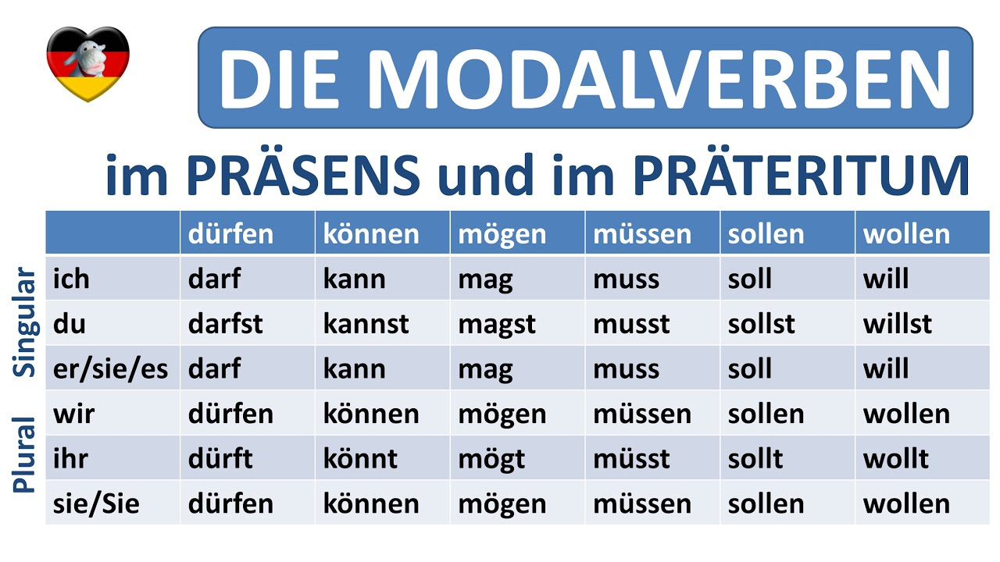 DIE MODALVERBEN
im PRÄSENS und im PRÄTERITUM
dürfen können mögen müssen sollen wollen
Singular
ich darf kann mag muss soll will
du darfst kannst magst musst sollst willst
er/sie/es darf kann mag muss soll will
Plural
wir dürfen können mögen müssen sollen wollen
ihr dürft könnt mögt müsst sollt wollt
sie/Sie dürfen können mögen müssen sollen wollen